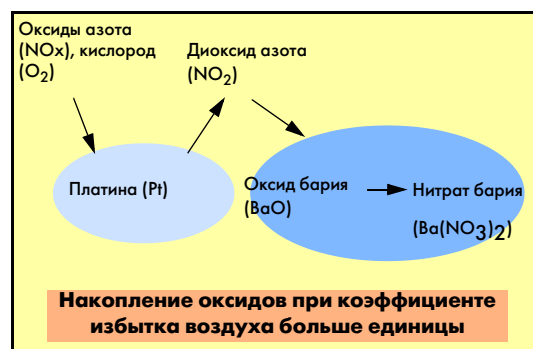 Оксиды азота
(NOx), кислород
(O₂)
Диоксид азота
(NO₂)
Платина (Pt)
Оксид бария
(BaO)
Нитрат бария
(Ba(NO₃)₂)
Накопление оксидов при коэффициенте
избытка воздуха больше единицы